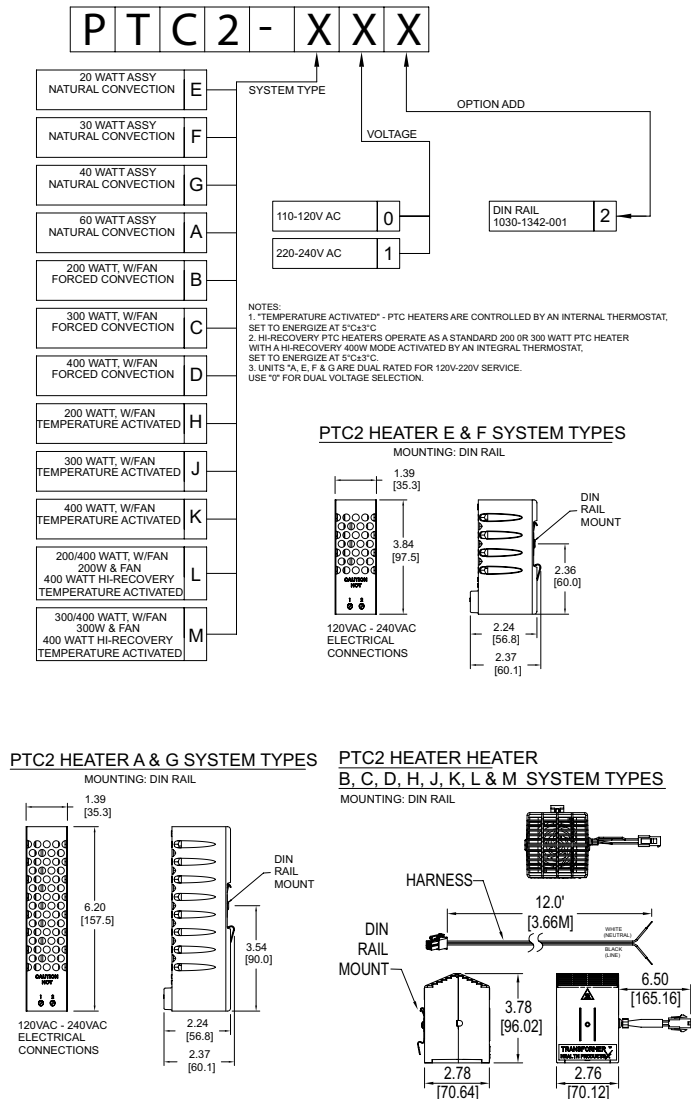 P T C 2 - X X X
20 WATT ASSY
NATURAL CONVECTION
E
30 WATT ASSY
NATURAL CONVECTION
F
40 WATT ASSY
NATURAL CONVECTION
G
60 WATT ASSY
NATURAL CONVECTION
A
200 WATT, W/FAN
FORCED CONVECTION
B
300 WATT, W/FAN
FORCED CONVECTION
C
400 WATT, W/FAN
FORCED CONVECTION
D
200 WATT, W/FAN
TEMPERATURE ACTIVATED
H
300 WATT, W/FAN
TEMPERATURE ACTIVATED
J
400 WATT, W/FAN
TEMPERATURE ACTIVATED
K
200/400 WATT, W/FAN
200W & FAN
400 WATT HI-RECOVERY
TEMPERATURE ACTIVATED
L
300/400 WATT, W/FAN
300W & FAN
400 WATT HI-RECOVERY
TEMPERATURE ACTIVATED
M
SYSTEM TYPE
VOLTAGE
OPTION ADD
110-120V AC
0
220-240V AC
1
DIN RAIL
1030-1342-001
2
NOTES:
1. "TEMPERATURE ACTIVATED" - PTC HEATERS ARE CONTROLLED BY AN INTERNAL THERMOSTAT,
SET TO ENERGIZE AT 5°C±3°C
2. HI-RECOVERY PTC HEATERS OPERATE AS A STANDARD 200 0R 300 WATT PTC HEATER
WITH A HI-RECOVERY 400W MODE ACTIVATED BY AN INTEGRAL THERMOSTAT,
SET TO ENERGIZE AT 5°C±3°C.
3. UNITS "A, E, F & G ARE DUAL RATED FOR 120V-220V SERVICE.
USE "0" FOR DUAL VOLTAGE SELECTION.
PTC2 HEATER E & F SYSTEM TYPES
MOUNTING: DIN RAIL
1.39
[35.3]
3.84
[97.5]
CAUTION
HOT
1 2
120VAC - 240VAC
ELECTRICAL
CONNECTIONS
DIN
RAIL
MOUNT
2.36
[60.0]
2.24
[56.8]
2.37
[60.1]
PTC2 HEATER A & G SYSTEM TYPES
MOUNTING: DIN RAIL
1.39
[35.3]
6.20
[157.5]
CAUTION
HOT
1 2
120VAC - 240VAC
ELECTRICAL
CONNECTIONS
DIN
RAIL
MOUNT
3.54
[90.0]
2.24
[56.8]
2.37
[60.1]
PTC2 HEATER HEATER
B, C, D, H, J, K, L & M SYSTEM TYPES
MOUNTING: DIN RAIL
HARNESS
12.0'
[3.66M]
WHITE
(NEUTRAL)
BLACK
(LINE)
DIN
RAIL
MOUNT
3.78
[96.02]
2.78
[70.64]
6.50
[165.16]
TRANSFORMER
HEALTH PRODUCTS
2.76
[70.12]